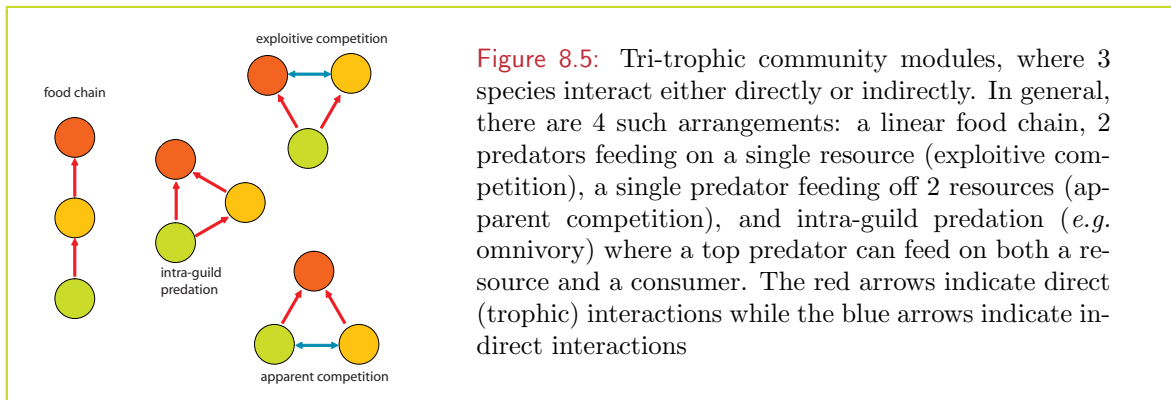 exploitive competition
food chain
intra-guild
predation
apparent competition
Figure 8.5: Tri-trophic community modules, where 3
species interact either directly or indirectly. In general,
there are 4 such arrangements: a linear food chain, 2
predators feeding on a single resource (exploitive com-
petition), a single predator feeding off 2 resources (ap-
parent competition), and intra-guild predation (e.g.
omnivory) where a top predator can feed on both a re-
source and a consumer. The red arrows indicate direct
(trophic) interactions while the blue arrows indicate in-
direct interactions